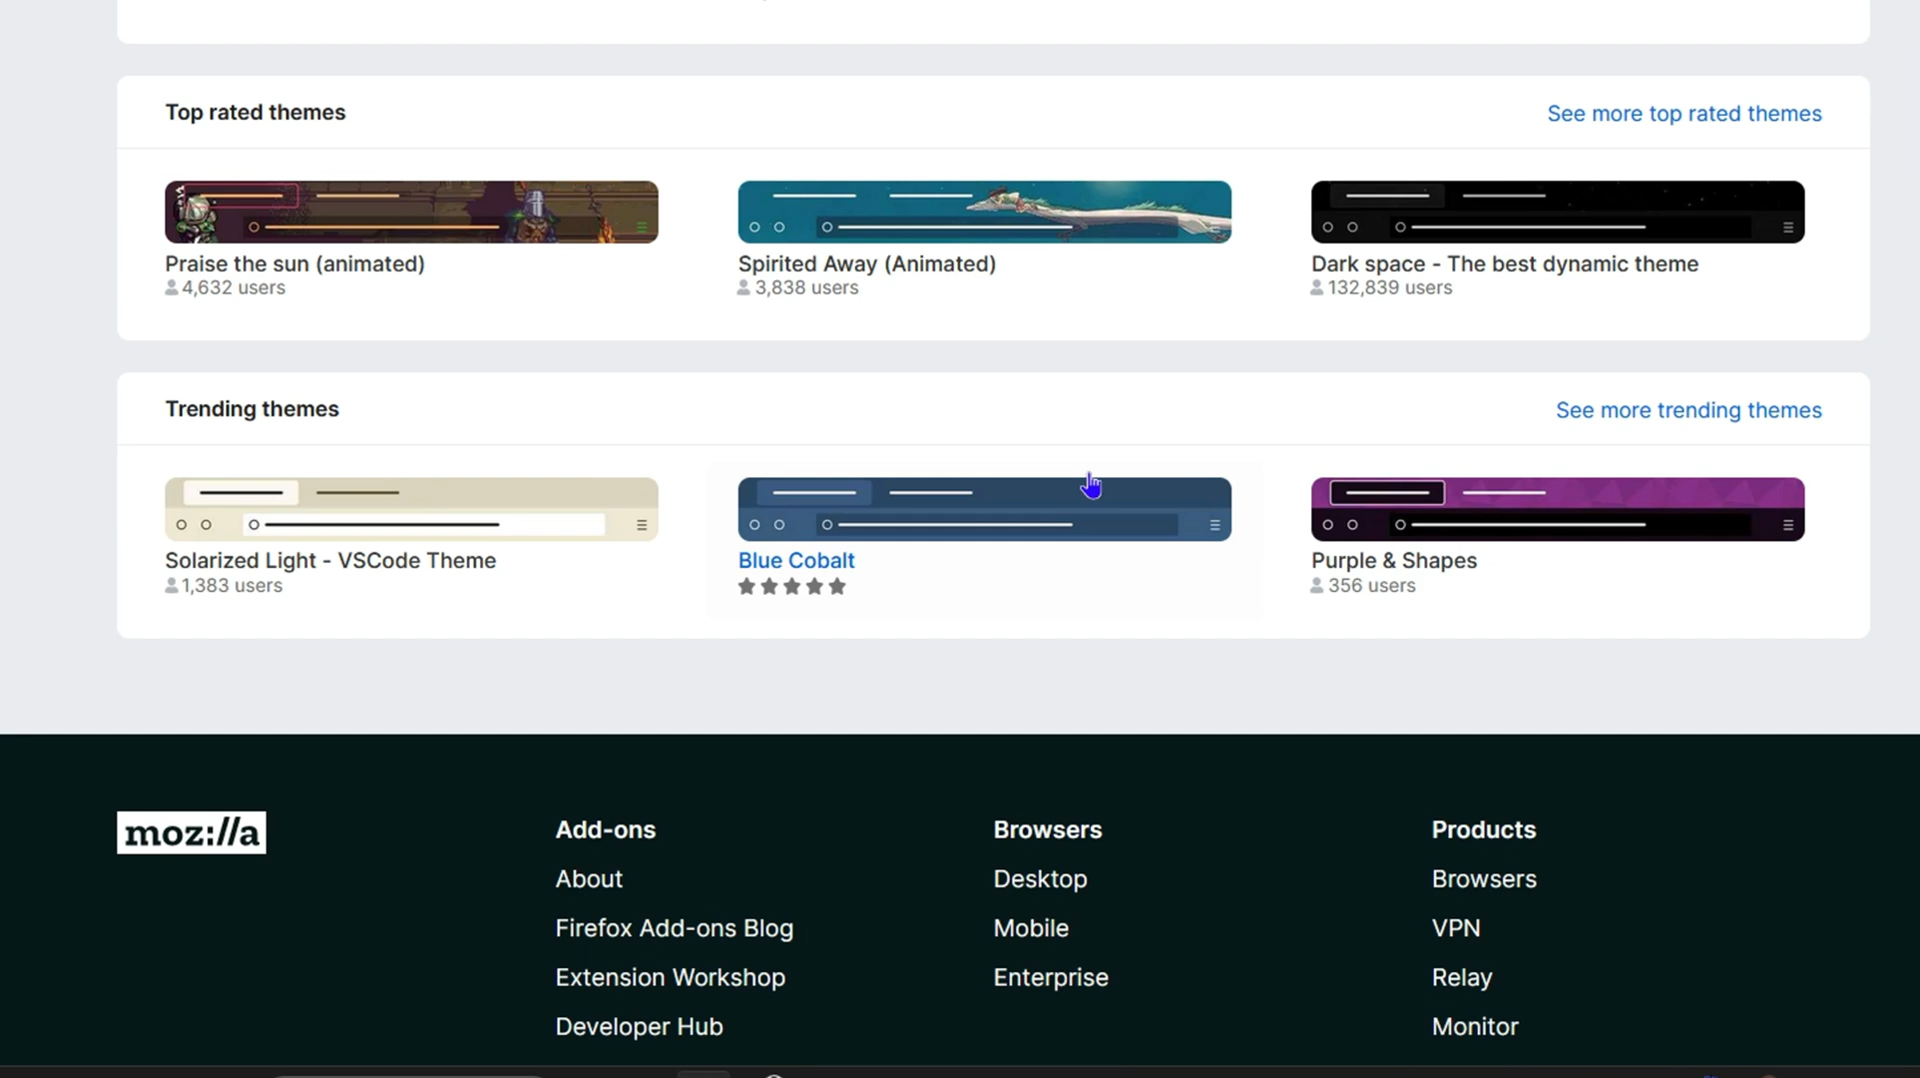 Top rated themes
See more top rated themes
Praise the sun (animated)
4,632 users
Spirited Away (Animated)
3,838 users
Dark space - The best dynamic theme
132,839 users
Trending themes
See more trending themes
Solarized Light - VSCode Theme
1,383 users
Blue Cobalt
Purple & Shapes
356 users
moz://a
Add-ons
About
Firefox Add-ons Blog
Extension Workshop
Developer Hub
Browsers
Desktop
Mobile
Enterprise
Products
Browsers
VPN
Relay
Monitor